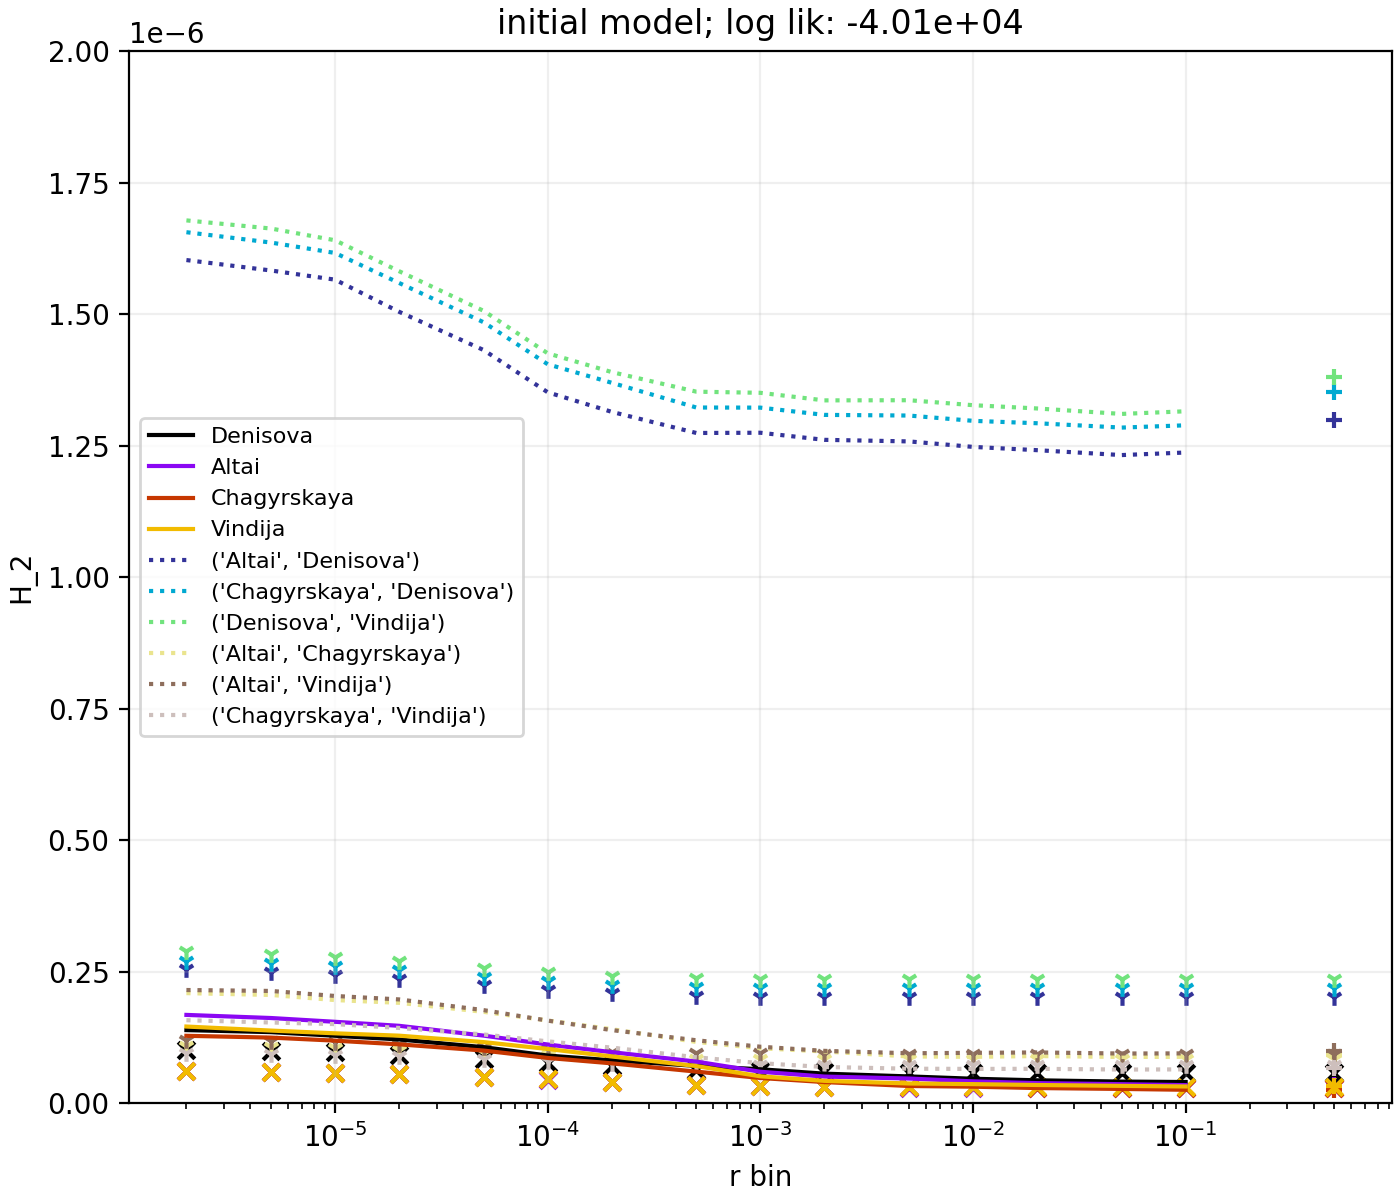 initial model; log lik: -4.01e+04
1e−6
2.00
1.75
1.50
1.25
1.00
0.75
0.50
0.25
0.00
H_2
Denisova
Altai
Chagyrskaya
Vindija
('Altai', 'Denisova')
('Chagyrskaya', 'Denisova')
('Denisova', 'Vindija')
('Altai', 'Chagyrskaya')
('Altai', 'Vindija')
('Chagyrskaya', 'Vindija')
10⁻⁵ 10⁻⁴ 10⁻³ 10⁻² 10⁻¹
r bin